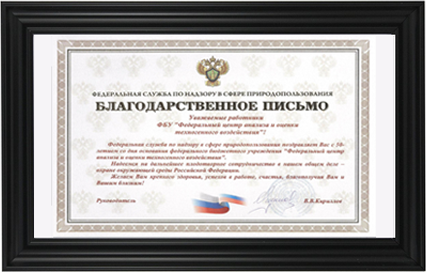 ФЕДЕРАЛЬНАЯ СЛУЖБА ПО НАДЗОРУ В СФЕРЕ ПРИРОДОПОЛЬЗОВАНИЯ
БЛАГОДАРСТВЕННОЕ ПИСЬМО
Уважаемые работники
ФБУ "Федеральный центр анализа и оценки
техногенного воздействия"!
Федеральная служба по надзору в сфере природопользования поздравляет Вас с 50-
летием со дня основания федерального бюджетного учреждения "Федеральный центр
анализа и оценки техногенного воздействия".
Надеемся на дальнейшее плодотворное сотрудничество в нашем общем деле -
охране окружающей среды Российской Федерации.
Желаем Вам крепкого здоровья, успехов в работе, счастья, благополучия Вам и
Вашим близким!
Руководитель
В.В.Кириллов